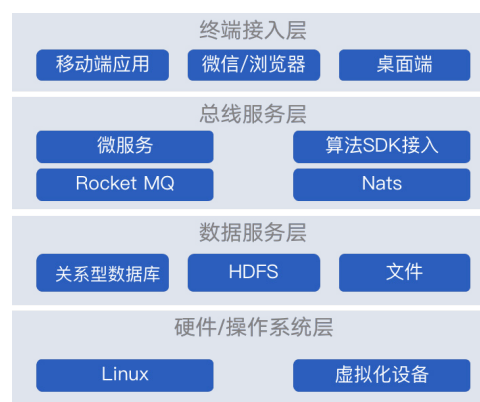 终端接入层
移动端应用 微信/浏览器 桌面端
总线服务层
微服务 算法SDK接入
Rocket MQ Nats
数据服务层
关系型数据库 HDFS 文件
硬件/操作系统层
Linux 虚拟化设备